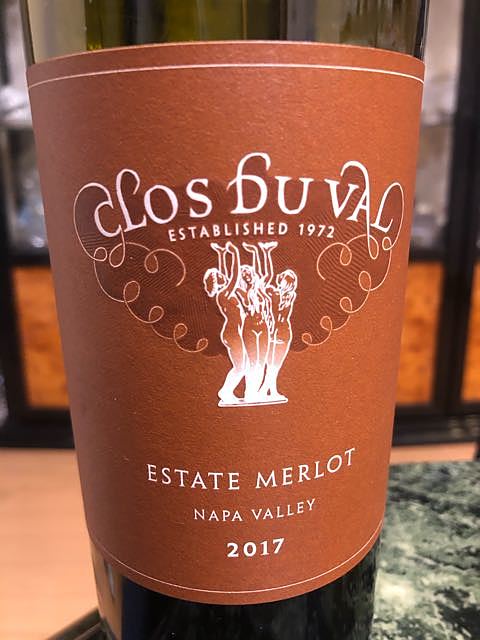 CLOS DU VAL
ESTABLISHED 1972
ESTATE MERLOT
NAPA VALLEY
2017